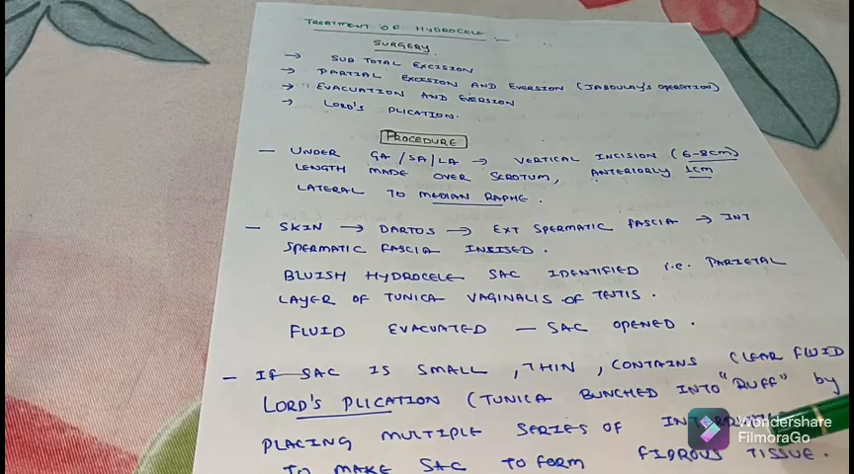 TREATMENT OF HYDROCELE :-
SURGERY
→ SUB TOTAL EXCISION
→ PARTIAL EXCISION AND EVERSION (JABOULAY'S OPERATION)
→ EVACUATION AND EVERSION
→ LORD'S PLICATION.
PROCEDURE
– UNDER GA/SA/LA → VERTICAL INCISION (6-8cm)
LENGTH MADE OVER SCROTUM, ANTERIORLY 1cm
LATERAL TO MEDIAN RAPHE.
– SKIN → DARTOS → EXT SPERMATIC FASCIA → INT
SPERMATIC FASCIA INCISED.
BLUISH HYDROCELE SAC IDENTIFIED i.e. PARIETAL
LAYER OF TUNICA VAGINALIS OF TESTIS.
FLUID EVACUATED – SAC OPENED.
– IF SAC IS SMALL, THIN, CONTAINS CLEAR FLUID
LORD'S PLICATION (TUNICA BUNCHED INTO "RUFF" by
PLACING MULTIPLE SERIES OF
TO MAKE SAC TO FORM FIBROUS TISSUE.
Wondershare
FilmoraGo